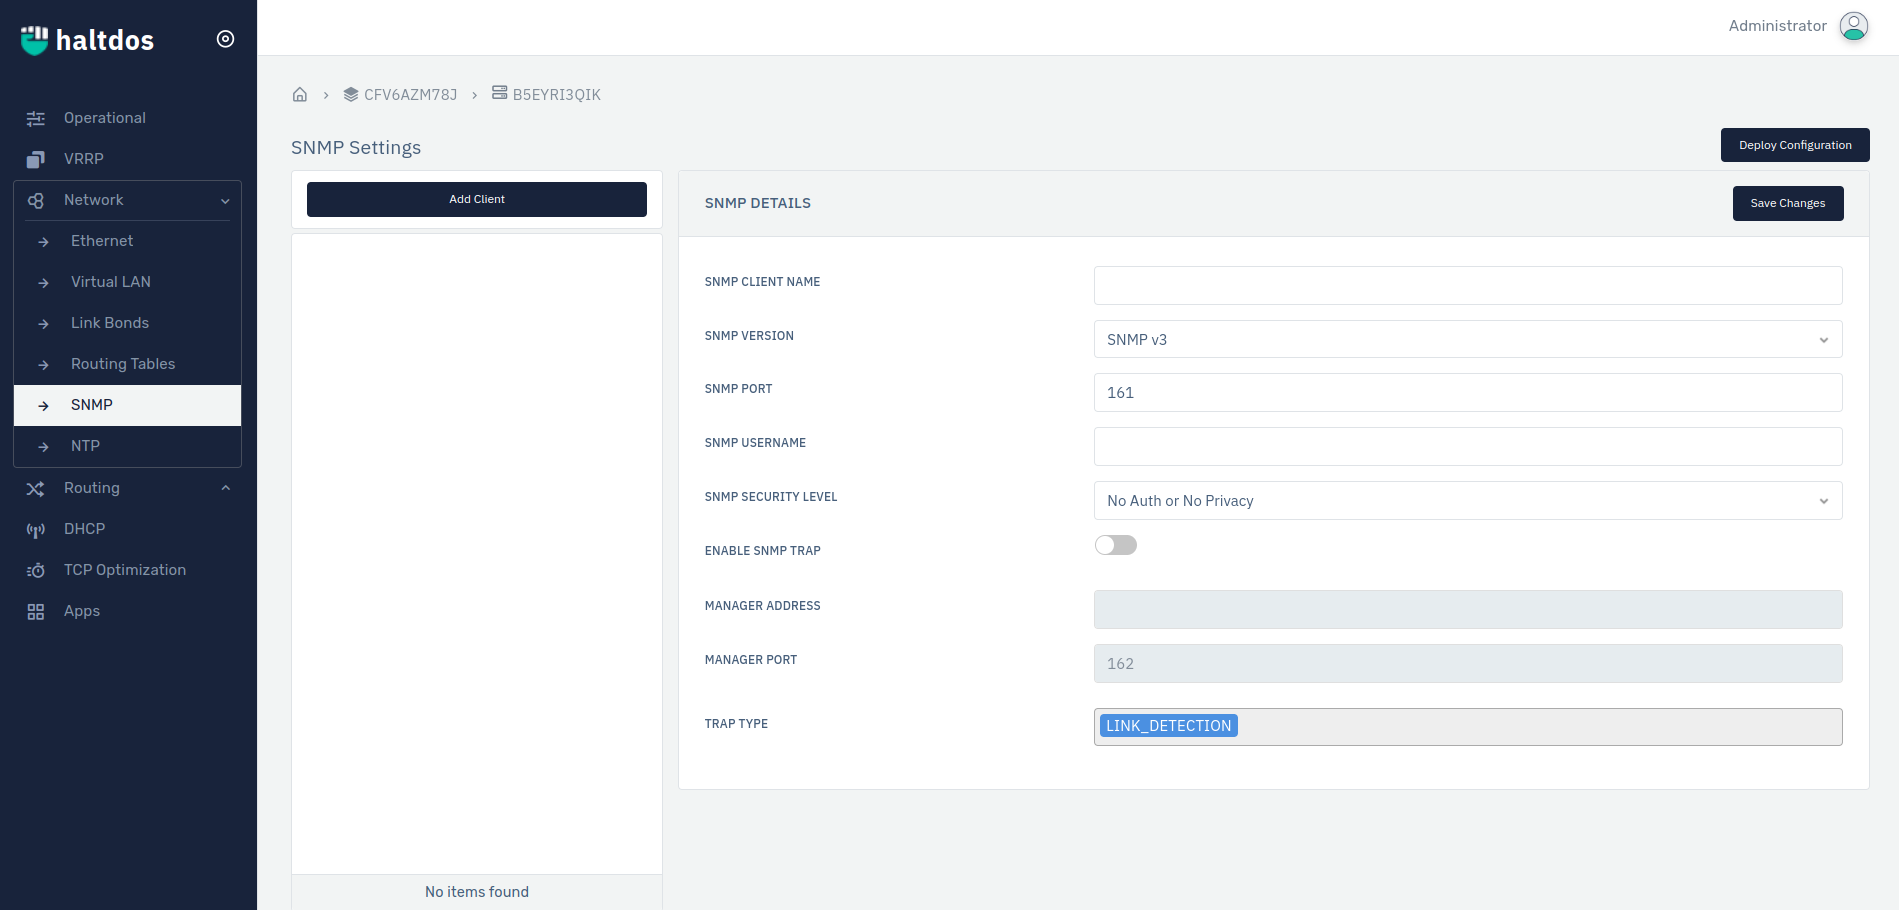 haltdos
Administrator
Operational
VRRP
Network
Ethernet
Virtual LAN
Link Bonds
Routing Tables
SNMP
NTP
Routing
DHCP
TCP Optimization
Apps
CFV6AZM78J
B5EYRI3QIK
SNMP Settings
Deploy Configuration
Add Client
No items found
SNMP DETAILS
Save Changes
SNMP CLIENT NAME
SNMP VERSION
SNMP v3
SNMP PORT
161
SNMP USERNAME
SNMP SECURITY LEVEL
No Auth or No Privacy
ENABLE SNMP TRAP
MANAGER ADDRESS
MANAGER PORT
162
TRAP TYPE
LINK_DETECTION